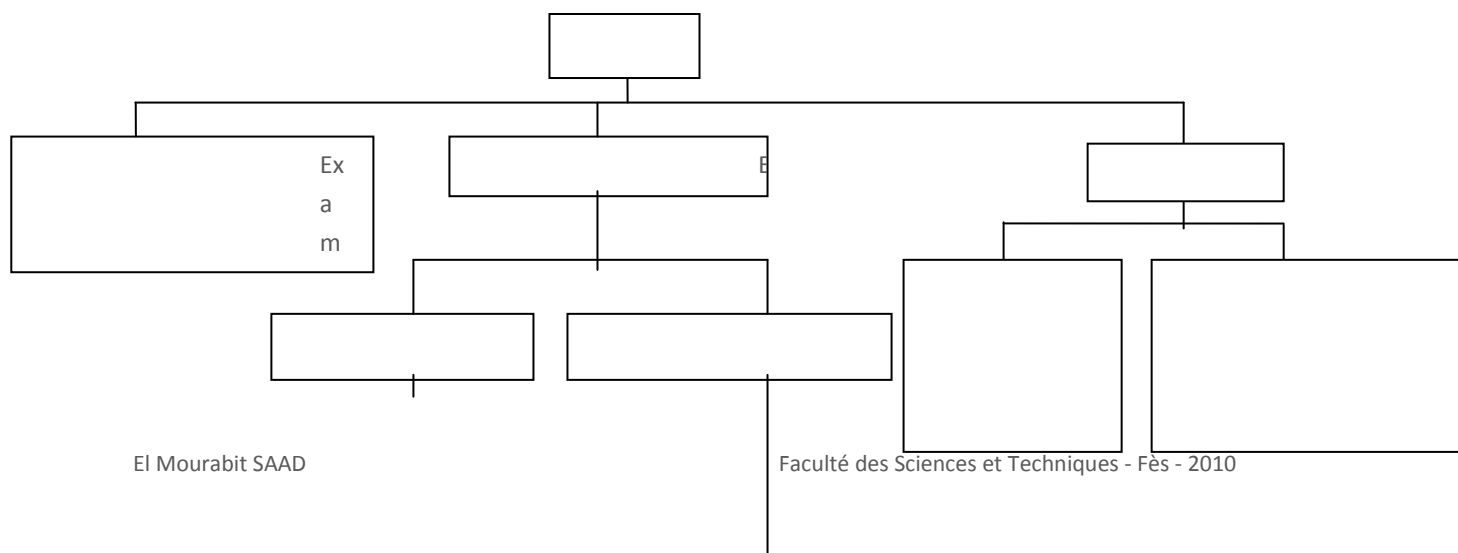 Ex
a
m
E
El Mourabit SAAD
Faculté des Sciences et Techniques - Fès - 2010